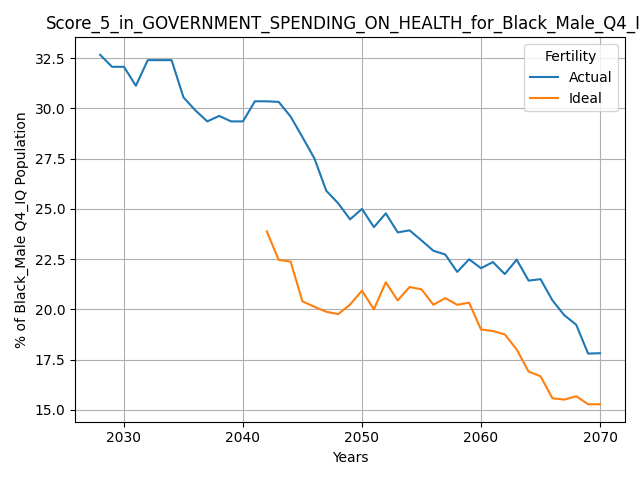 Score_5_in_GOVERNMENT_SPENDING_ON_HEALTH_for_Black_Male_Q4_I
Fertility
Actual
Ideal
% of Black_Male Q4_IQ Population
32.5
30.0
27.5
25.0
22.5
20.0
17.5
15.0
2030
2040
2050
2060
2070
Years